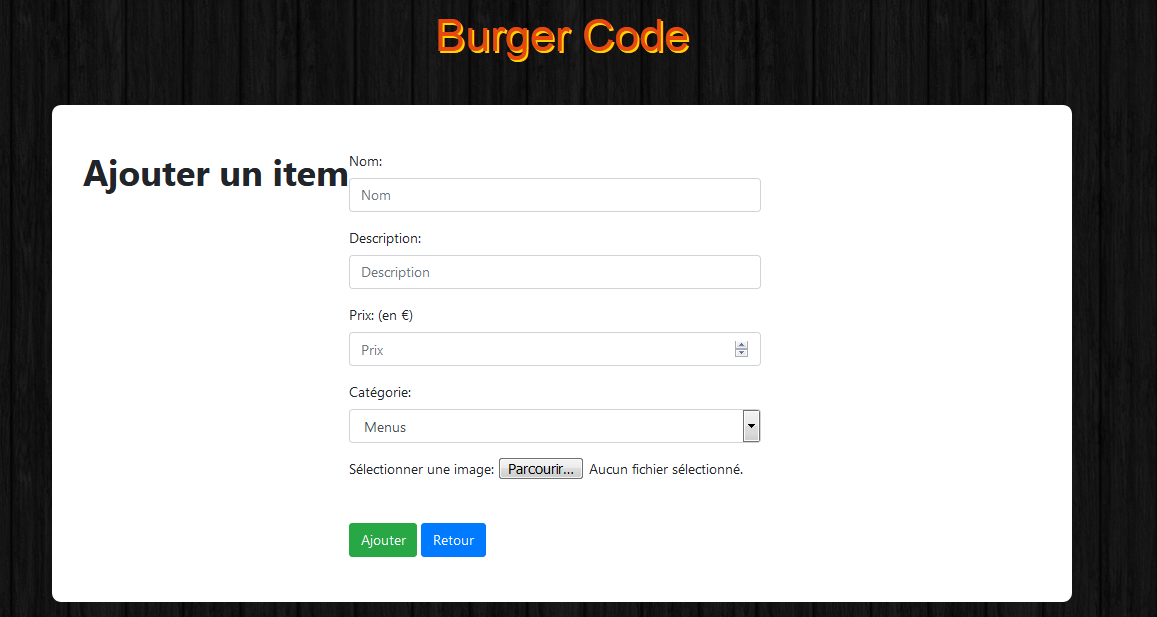 Burger Code
Ajouter un item
Nom:
Nom
Description:
Description
Prix: (en €)
Prix
Catégorie:
Menus
Sélectionner une image: Parcourir... Aucun fichier sélectionné.
Ajouter Retour